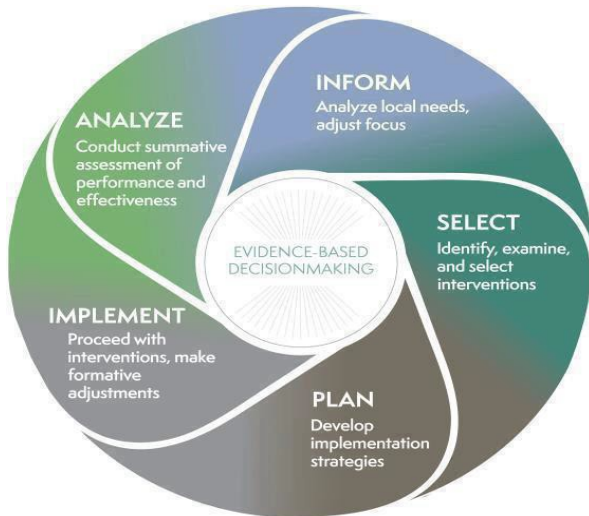 INFORM
Analyze local needs,
adjust focus
SELECT
Identify, examine,
and select
interventions
PLAN
Develop
implementation
strategies
IMPLEMENT
Proceed with
interventions, make
formative
adjustments
ANALYZE
Conduct summative
assessment of
performance and
effectiveness
EVIDENCE-BASED
DECISIONMAKING